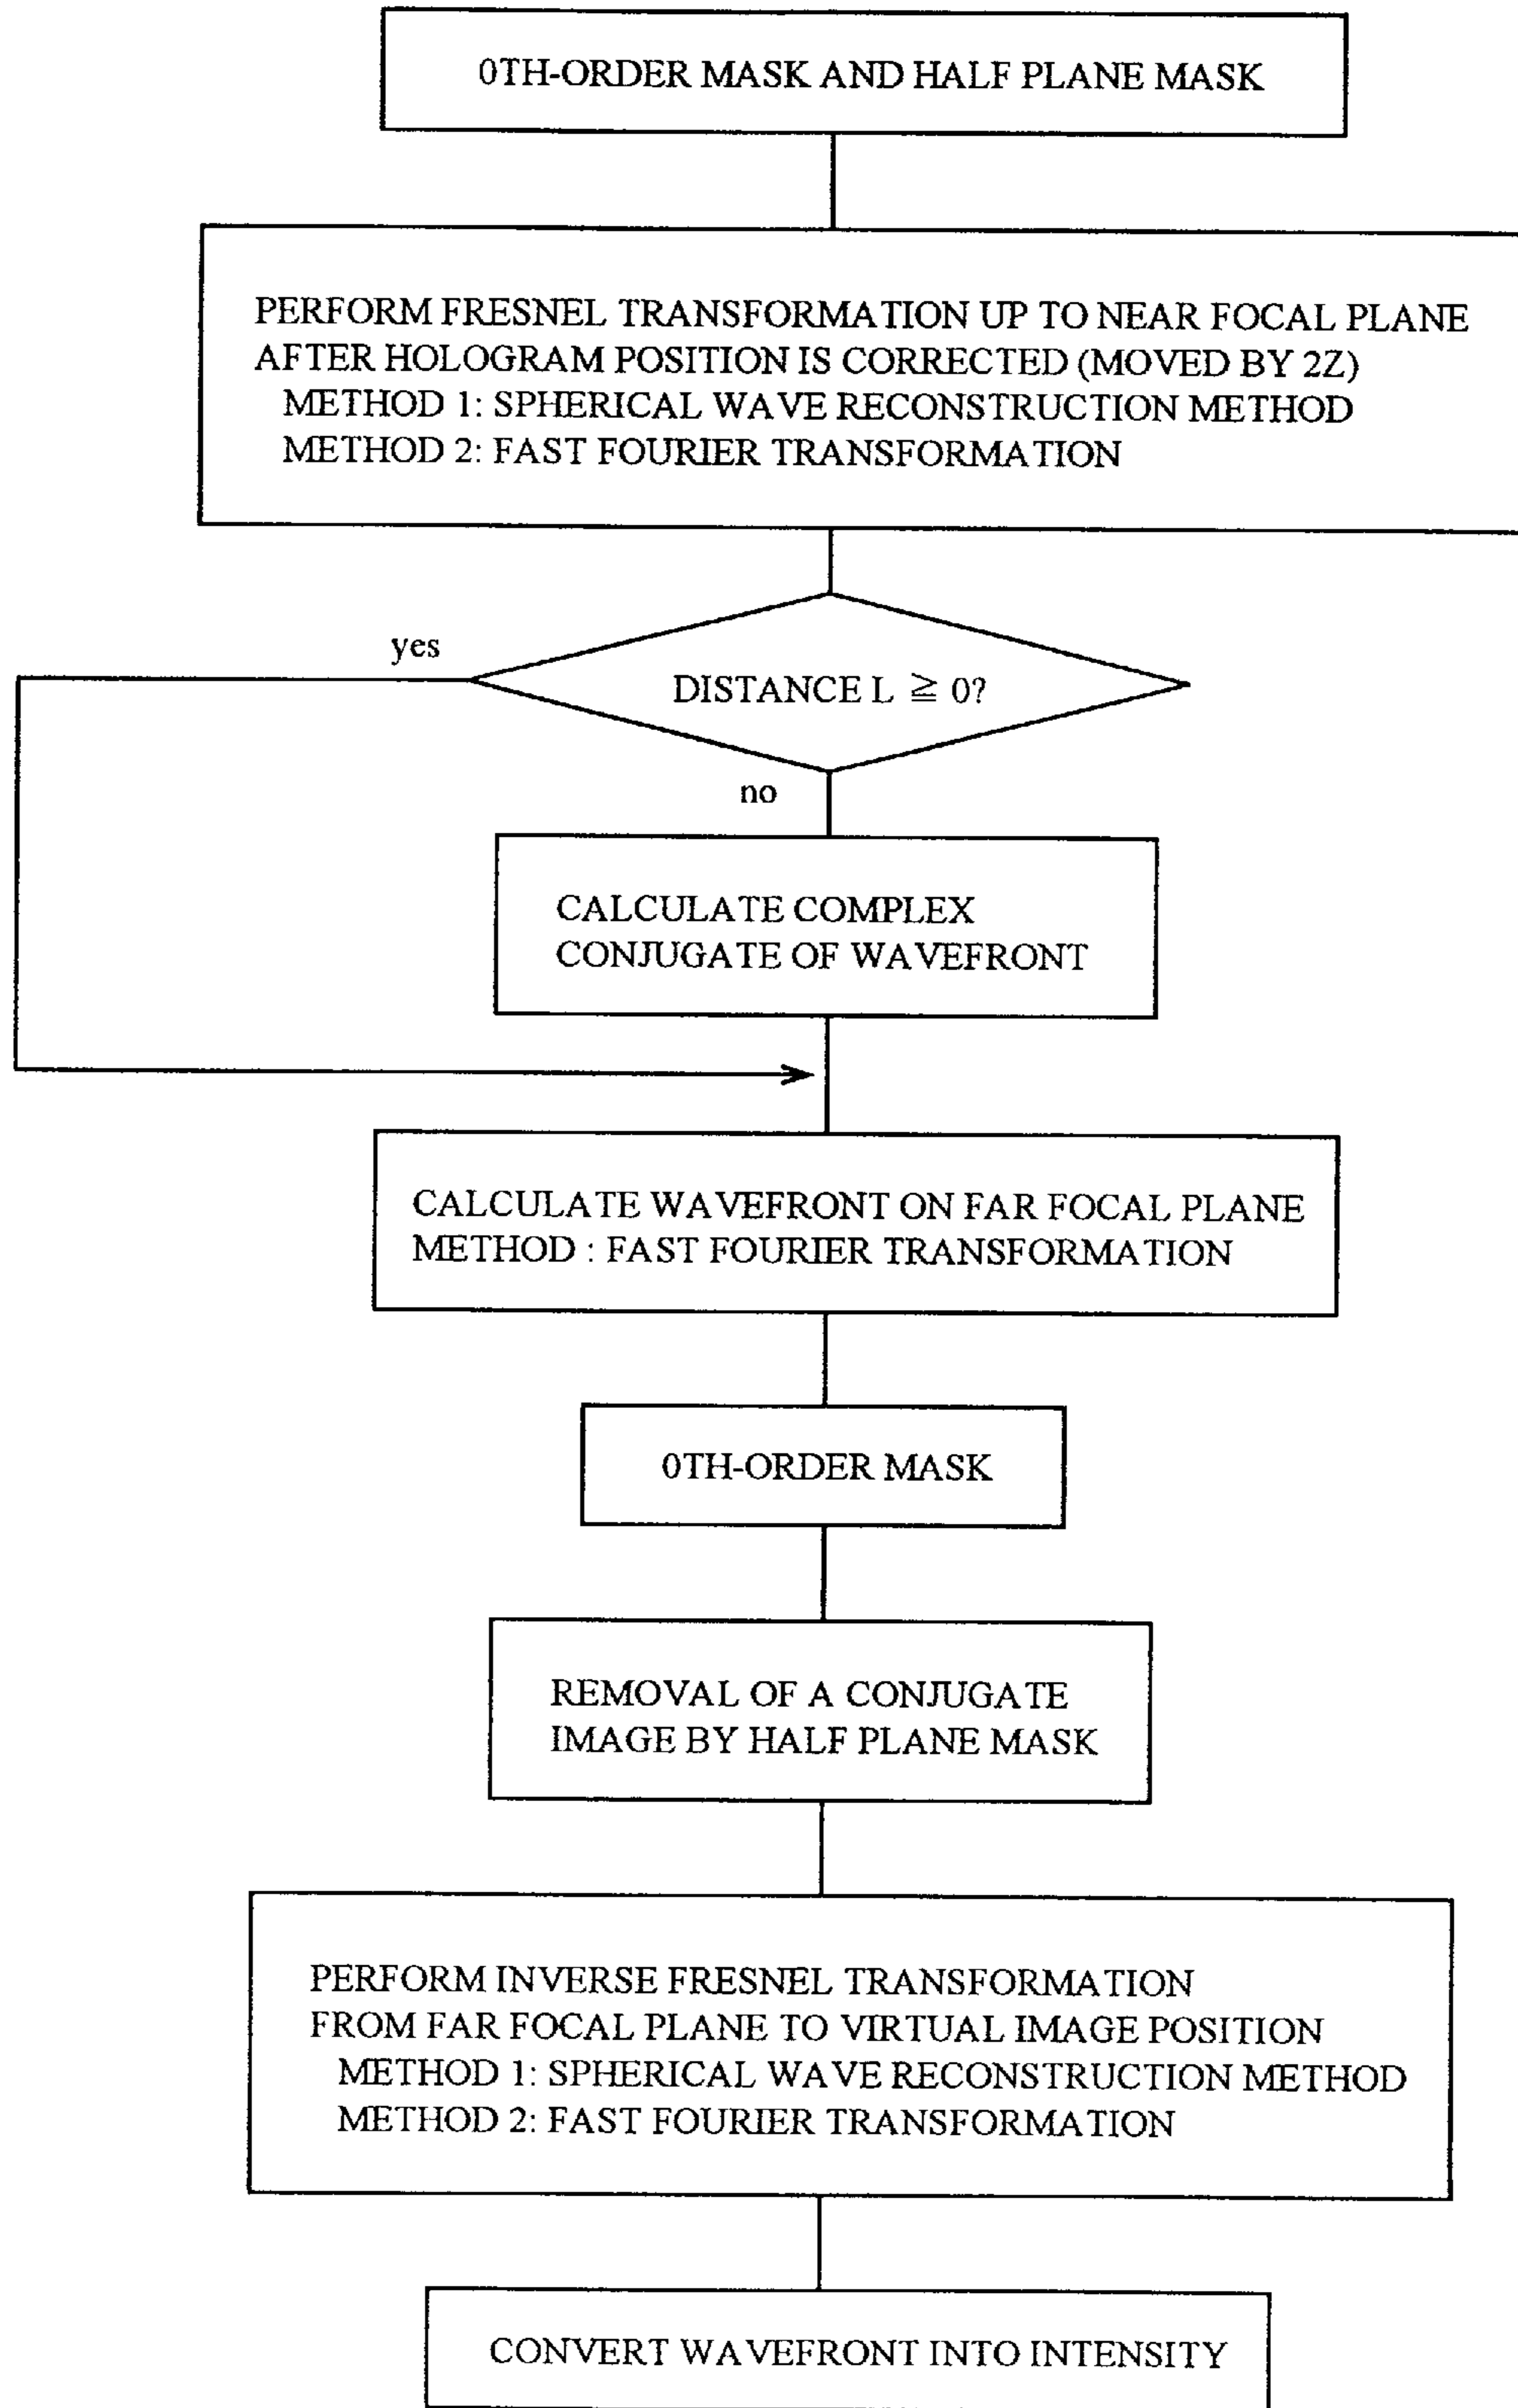 0TH-ORDER MASK AND HALF PLANE MASK
PERFORM FRESNEL TRANSFORMATION UP TO NEAR FOCAL PLANE
AFTER HOLOGRAM POSITION IS CORRECTED (MOVED BY 2Z)
METHOD 1: SPHERICAL WAVE RECONSTRUCTION METHOD
METHOD 2: FAST FOURIER TRANSFORMATION
yes
DISTANCE L ≧ 0?
no
CALCULATE COMPLEX
CONJUGATE OF WAVEFRONT
CALCULATE WAVEFRONT ON FAR FOCAL PLANE
METHOD : FAST FOURIER TRANSFORMATION
0TH-ORDER MASK
REMOVAL OF A CONJUGATE
IMAGE BY HALF PLANE MASK
PERFORM INVERSE FRESNEL TRANSFORMATION
FROM FAR FOCAL PLANE TO VIRTUAL IMAGE POSITION
METHOD 1: SPHERICAL WAVE RECONSTRUCTION METHOD
METHOD 2: FAST FOURIER TRANSFORMATION
CONVERT WAVEFRONT INTO INTENSITY